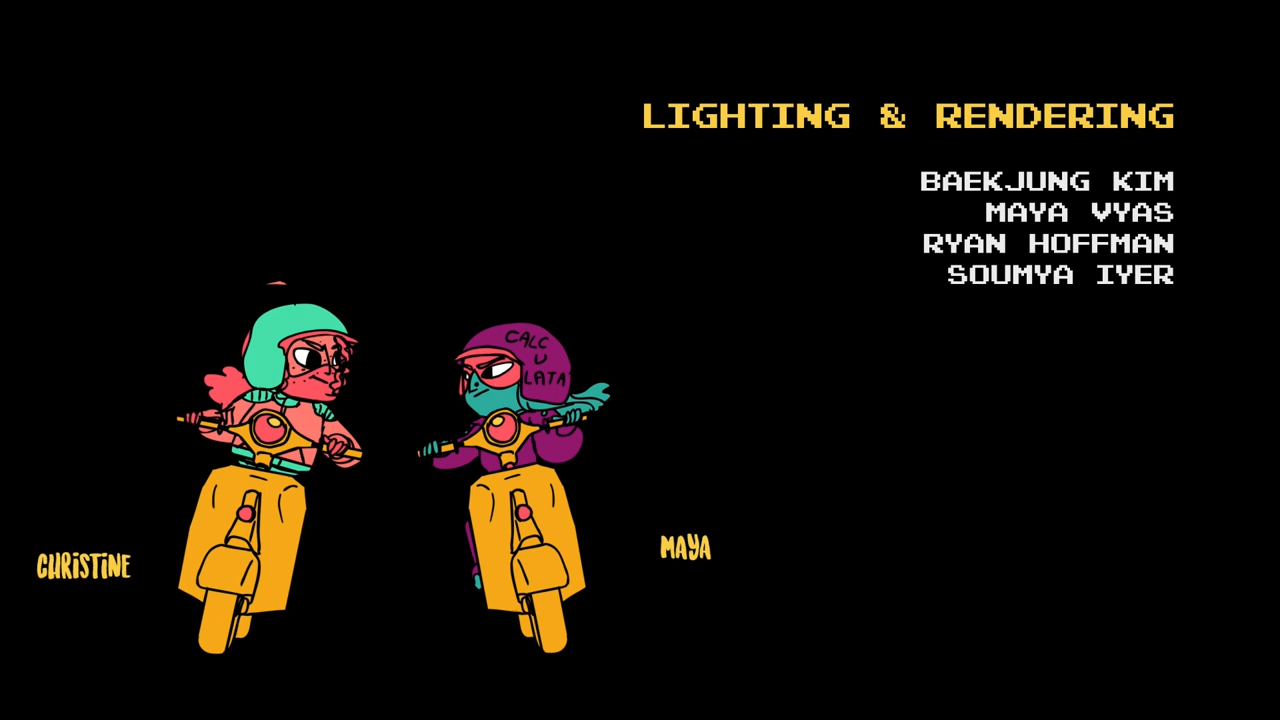 LIGHTING & RENDERING
BAEKJUNG KIM
MAYA VYAS
RYAN HOFFMAN
SOUMYA IYER
CALC
U
LATA
CHRISTINE
MAYA